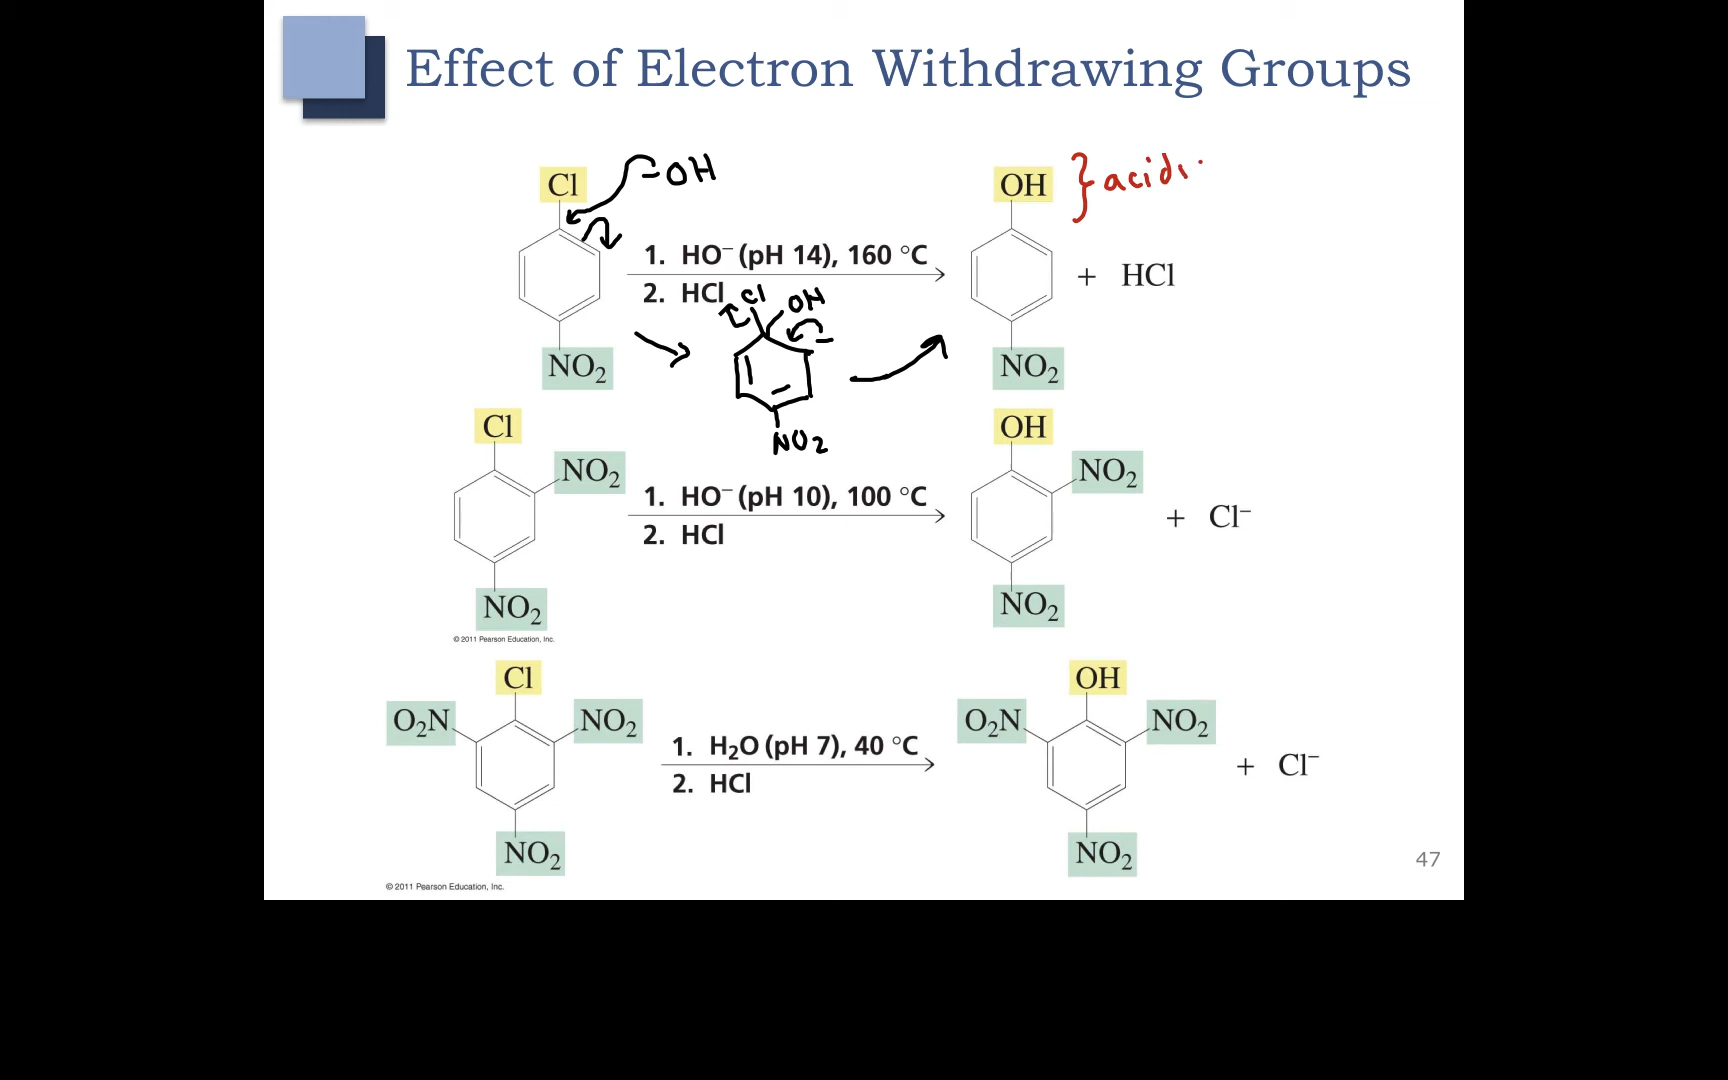 Effect of Electron Withdrawing Groups
Cl
-OH
OH
} acids
1. HO⁻ (pH 14), 160 °C
2. HCl
+ HCl
Cl OH
NO₂
NO₂
NO₂
Cl
NO₂
NO₂
1. HO⁻ (pH 10), 100 °C
2. HCl
OH
NO₂
NO₂
+ Cl⁻
© 2011 Pearson Education, Inc.
Cl
O₂N
NO₂
NO₂
1. H₂O (pH 7), 40 °C
2. HCl
OH
O₂N
NO₂
NO₂
+ Cl⁻
47
© 2011 Pearson Education, Inc.